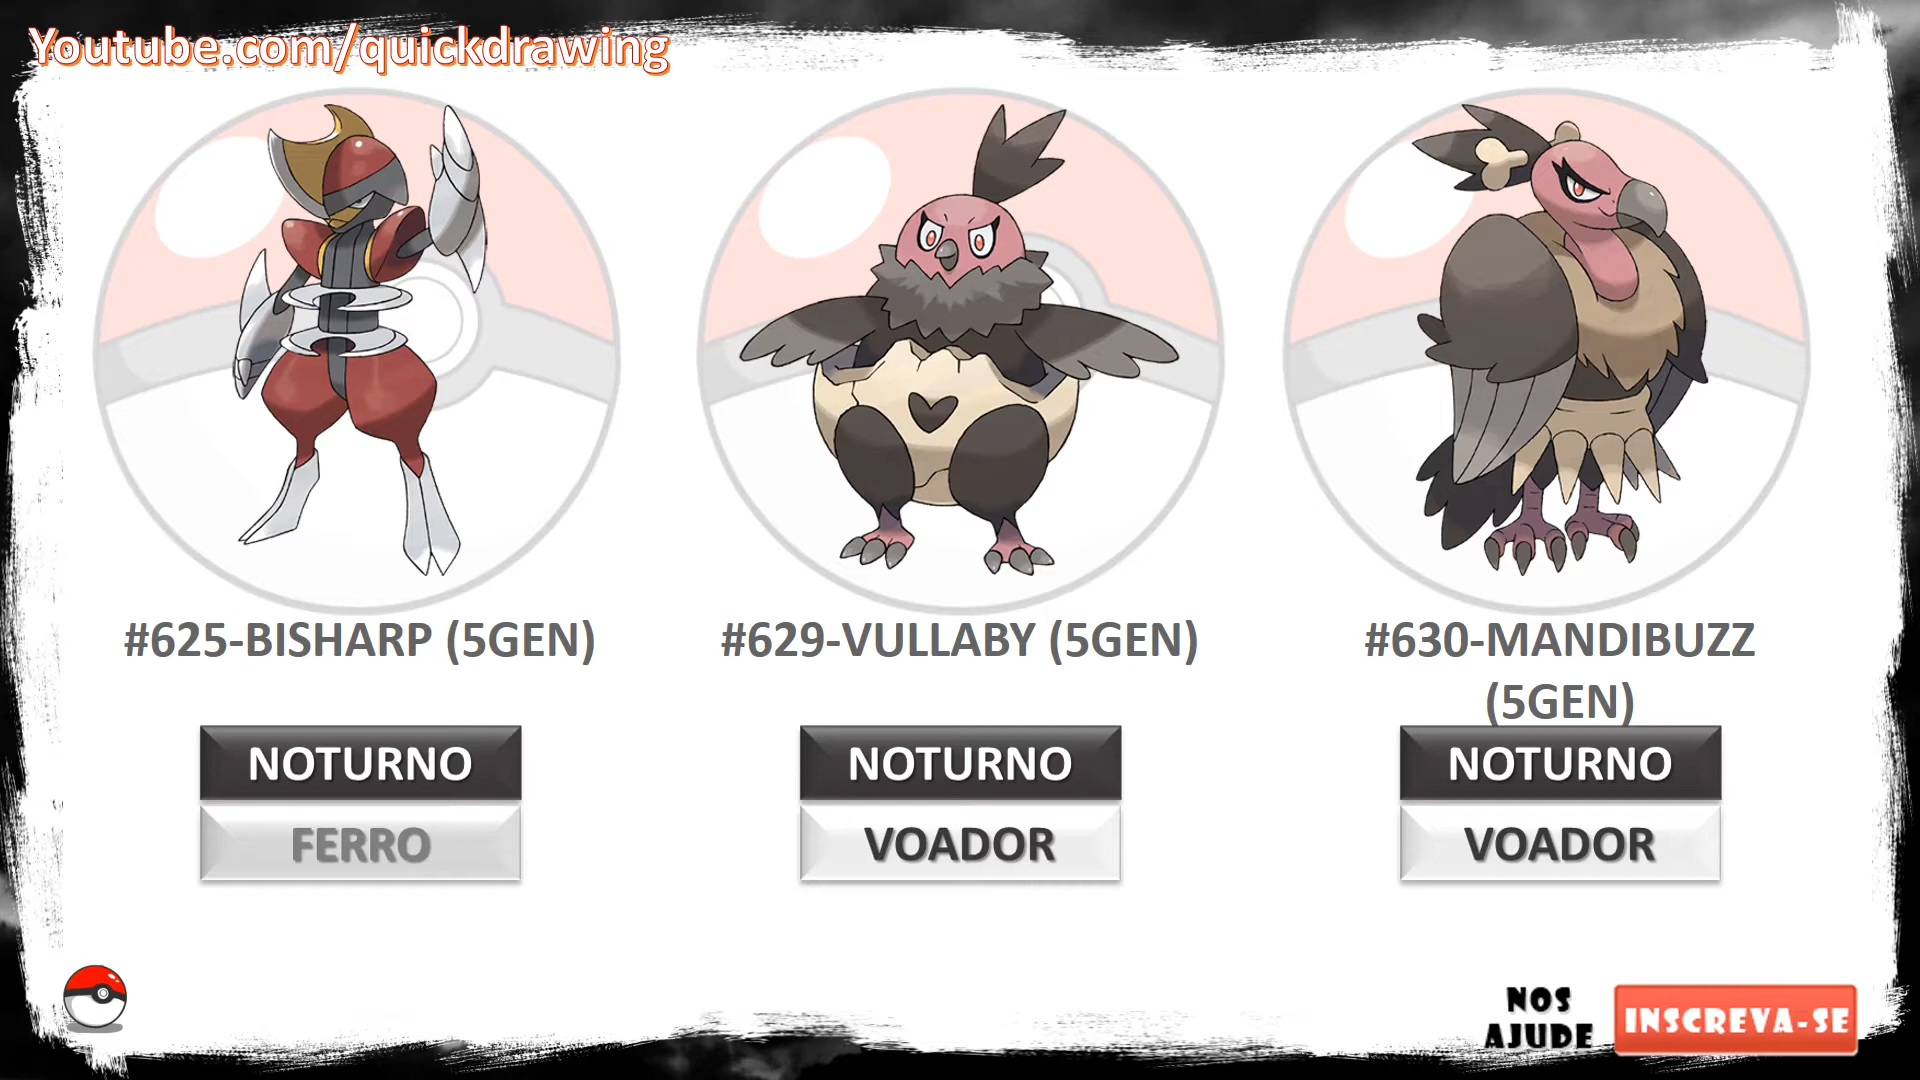 Youtube.com/quickdrawing
#625-BISHARP (5GEN)
#629-VULLABY (5GEN)
#630-MANDIBUZZ
(5GEN)
NOTURNO
FERRO
NOTURNO
VOADOR
NOTURNO
VOADOR
NOS
AJUDE
INSCREVA-SE